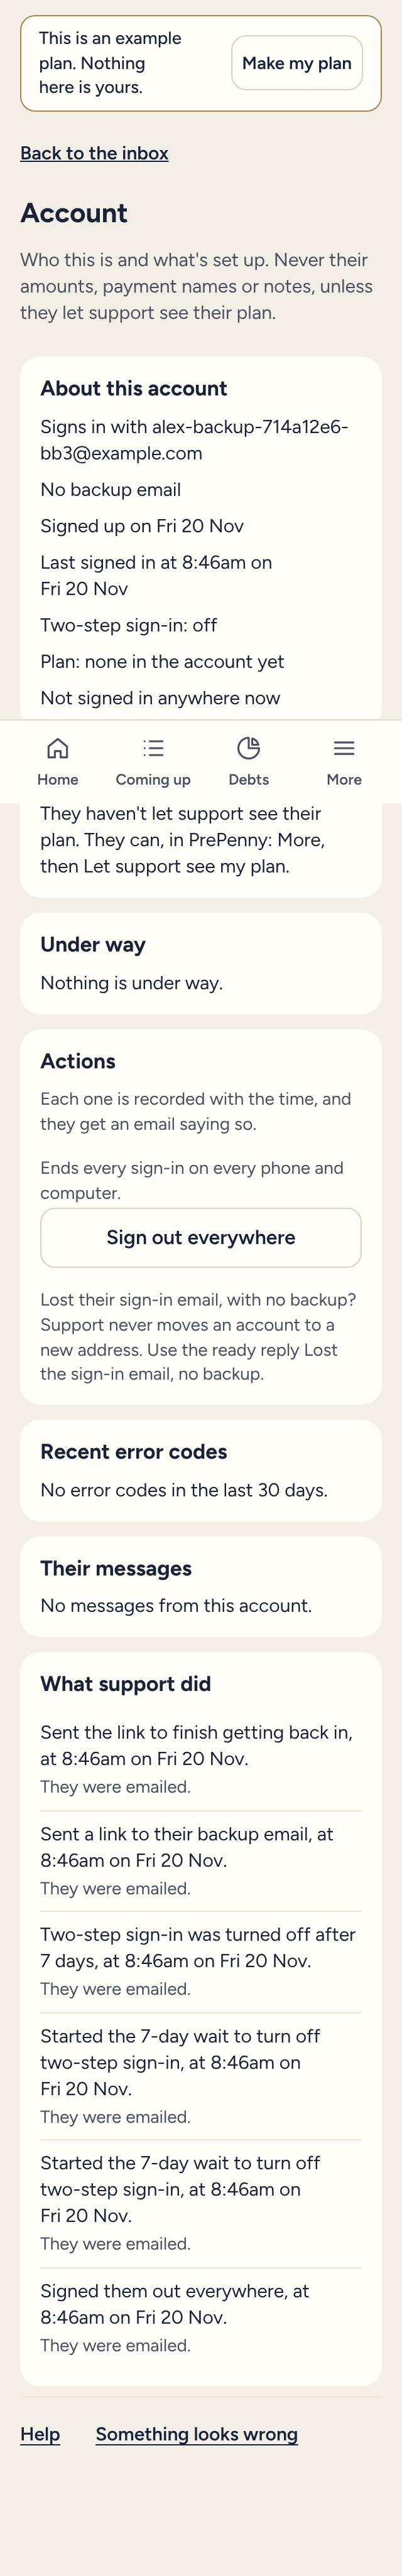 This is an example
plan. Nothing
here is yours.
Make my plan
Back to the inbox
Account
Who this is and what's set up. Never their
amounts, payment names or notes, unless
they let support see their plan.
About this account
Signs in with alex-backup-714a12e6-
bb3@example.com
No backup email
Signed up on Fri 20 Nov
Last signed in at 8:46am on
Fri 20 Nov
Two-step sign-in: off
Plan: none in the account yet
Not signed in anywhere now
Home
Coming up
Debts
More
They haven't let support see their
plan. They can, in PrePenny: More,
then Let support see my plan.
Under way
Nothing is under way.
Actions
Each one is recorded with the time, and
they get an email saying so.
Ends every sign-in on every phone and
computer.
Sign out everywhere
Lost their sign-in email, with no backup?
Support never moves an account to a
new address. Use the ready reply Lost
the sign-in email, no backup.
Recent error codes
No error codes in the last 30 days.
Their messages
No messages from this account.
What support did
Sent the link to finish getting back in,
at 8:46am on Fri 20 Nov.
They were emailed.
Sent a link to their backup email, at
8:46am on Fri 20 Nov.
They were emailed.
Two-step sign-in was turned off after
7 days, at 8:46am on Fri 20 Nov.
They were emailed.
Started the 7-day wait to turn off
two-step sign-in, at 8:46am on
Fri 20 Nov.
They were emailed.
Started the 7-day wait to turn off
two-step sign-in, at 8:46am on
Fri 20 Nov.
They were emailed.
Signed them out everywhere, at
8:46am on Fri 20 Nov.
They were emailed.
Help
Something looks wrong